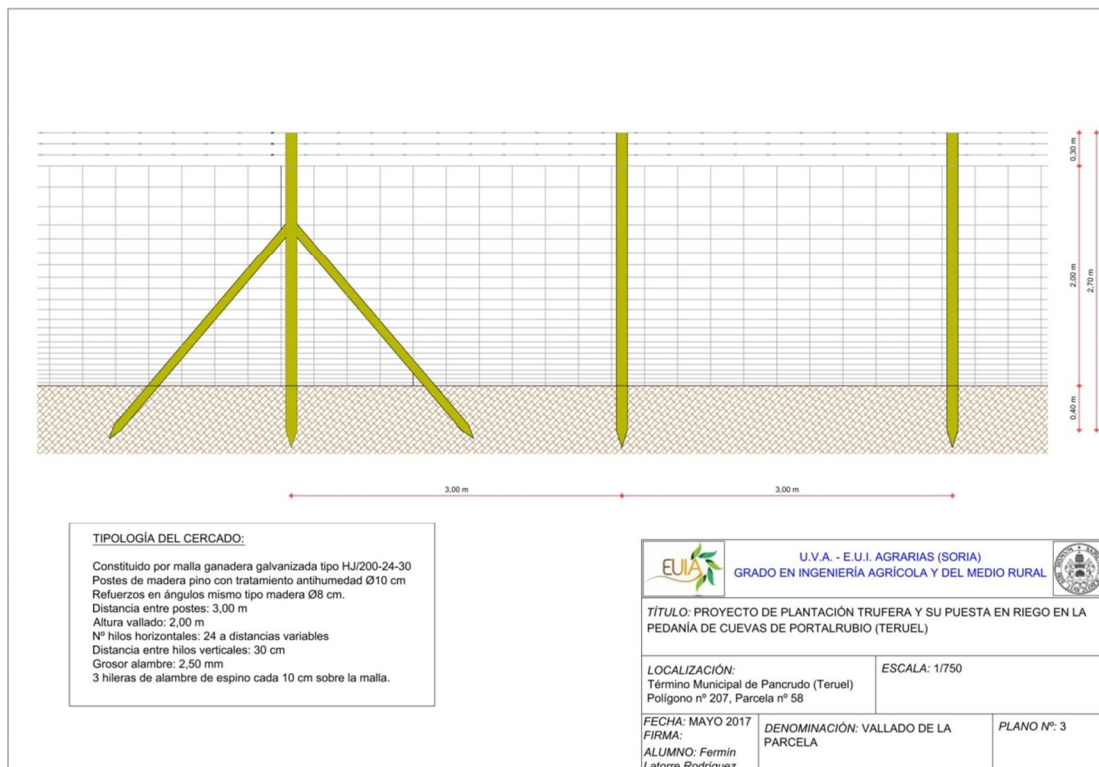 0,30 m
2,00 m
2,70 m
0,40 m
3,00 m
3,00 m
TIPOLOGÍA DEL CERCADO:
Constituido por malla ganadera galvanizada tipo HJ/200-24-30
Postes de madera pino con tratamiento antihumedad Ø10 cm
Refuerzos en ángulos mismo tipo madera Ø8 cm.
Distancia entre postes: 3,00 m
Altura vallado: 2,00 m
Nº hilos horizontales: 24 a distancias variables
Distancia entre hilos verticales: 30 cm
Grosor alambre: 2,50 mm
3 hileras de alambre de espino cada 10 cm sobre la malla.
EUIA
U.V.A. - E.U.I. AGRARIAS (SORIA)
GRADO EN INGENIERÍA AGRÍCOLA Y DEL MEDIO RURAL
TÍTULO: PROYECTO DE PLANTACIÓN TRUFERA Y SU PUESTA EN RIEGO EN LA
PEDANÍA DE CUEVAS DE PORTALRUBIO (TERUEL)
LOCALIZACIÓN:
Término Municipal de Pancrudo (Teruel)
Polígono nº 207, Parcela nº 58
ESCALA: 1/750
FECHA: MAYO 2017
FIRMA:
ALUMNO: Fermín
Latorre Rodríguez
DENOMINACIÓN: VALLADO DE LA
PARCELA
PLANO Nº: 3